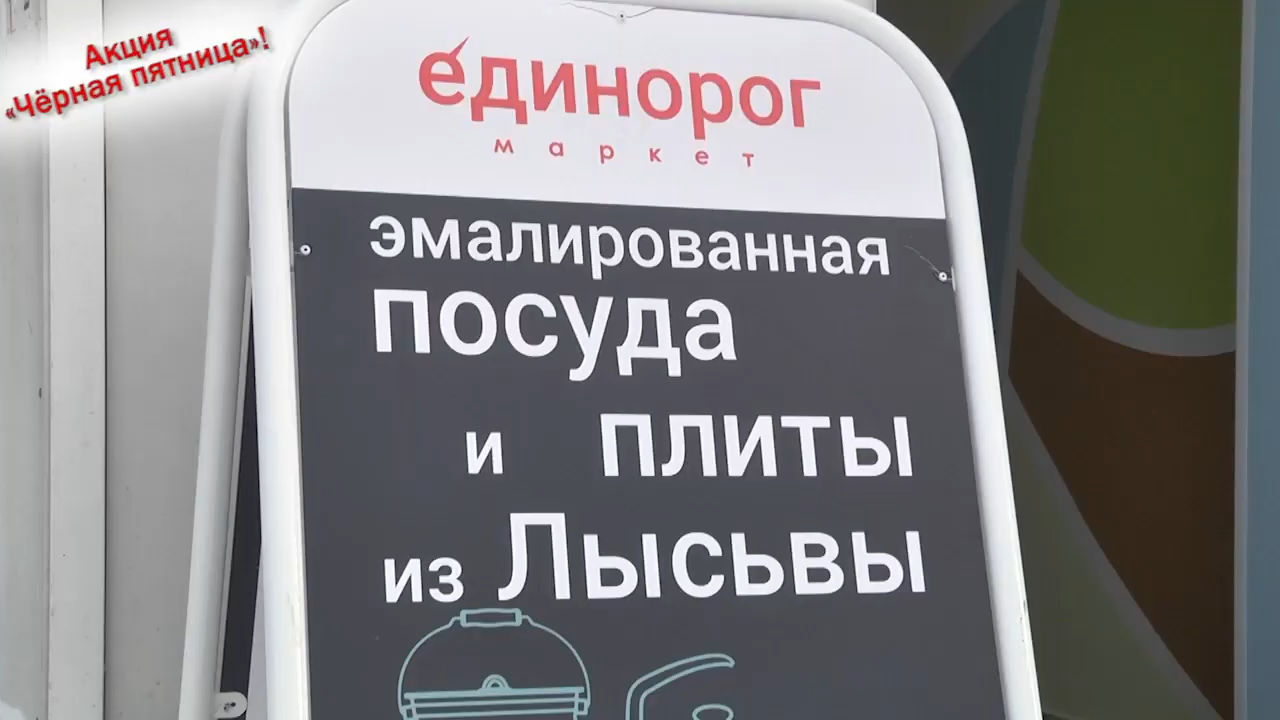 Акция
«Чёрная пятница»!
единорог
маркет
эмалированная
посуда
и плиты
из Лысьвы